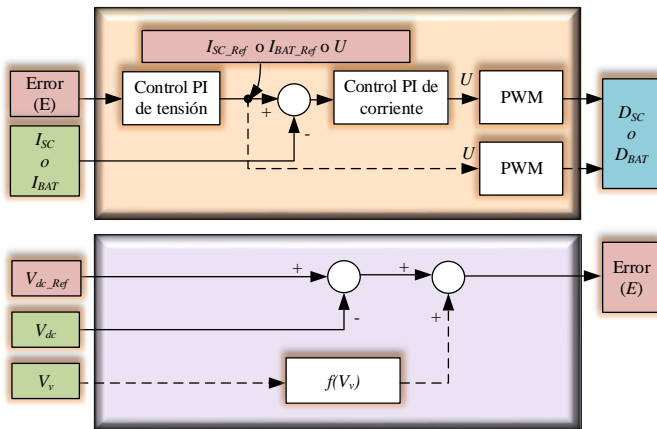 I_SC_Ref o I_BAT_Ref o U
Error
(E)
Control PI
de tensión
+
-
Control PI de
corriente
U
PWM
I_SC
o
I_BAT
U
PWM
D_SC
o
D_BAT
V_dc_Ref
+
-
+
+
Error
(E)
V_dc
V_v
f(V_v)